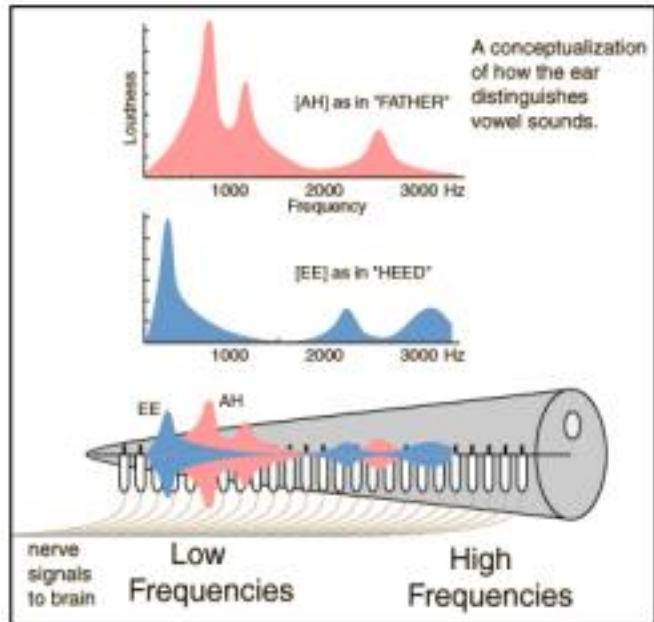 A conceptualization
of how the ear
distinguishes
vowel sounds.
Loudness
[AH] as in "FATHER"
1000
2000
3000 Hz
Frequency
[EE] as in "HEED"
1000
2000
3000 Hz
EE
AH
nerve
signals
to brain
Low
Frequencies
High
Frequencies